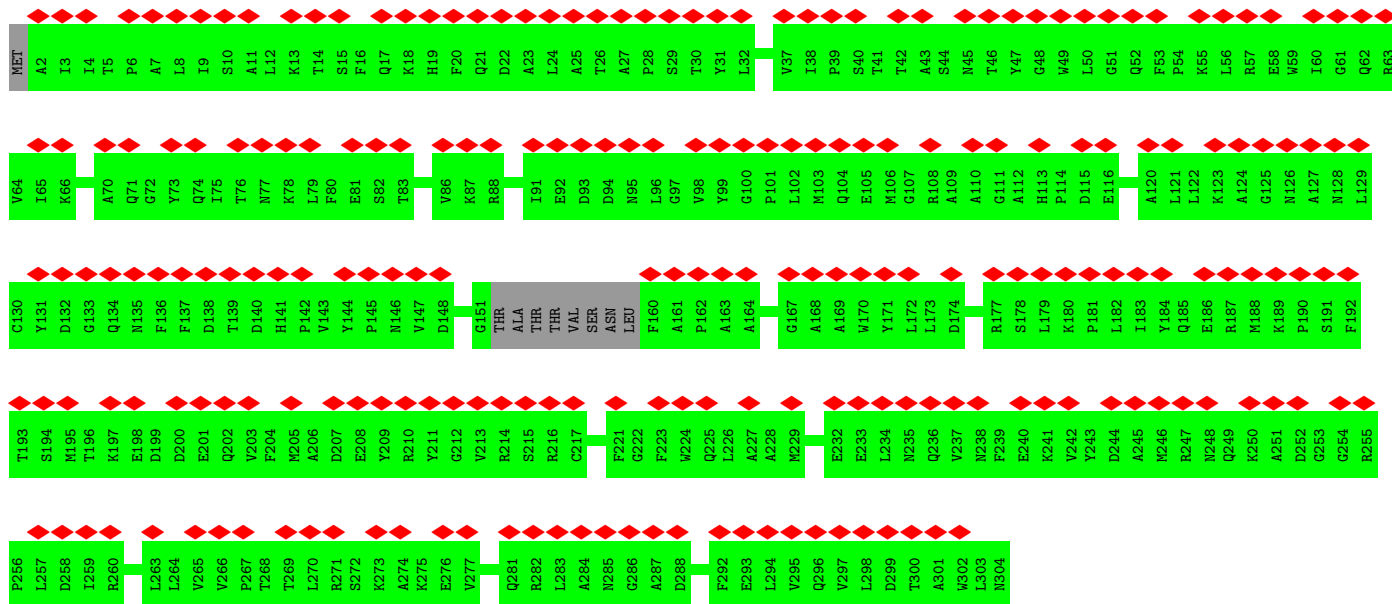 MET A2 I3 I4 T5 P6 A7 L8 I9 S10 A11 L12 K13 T14 S15 F16 Q17 K18 H19 F20 Q21 D22 A23 L24 A25 T26 A27 P28 S29 T30 Y31 L32 V37 I38 P39 S40 T41 T42 A43 S44 N45 T46 Y47 G48 W49 L50 G51 Q52 F53 P54 K55 L56 R57 E58 W59 I60 G61 Q62 R63
V64 I65 K66 A70 Q71 G72 Y73 Q74 I75 T76 N77 K78 L79 F80 E81 S82 T83 V86 K87 R88 I91 E92 D93 D94 N95 L96 G97 V98 Y99 G100 P101 L102 M103 Q104 E105 M106 G107 R108 A109 A110 G111 A112 H113 P114 D115 E116 A120 L121 L122 K123 A124 G125 N126 A127 N128 L129
C130 Y131 D132 G133 Q134 N135 F136 F137 D138 T139 D140 H141 P142 V143 Y144 P145 N146 V147 D148 G151 THR ALA THR THR VAL SER ASN LEU F160 A161 P162 A163 A164 G167 A168 A169 W170 Y171 L172 L173 D174 R177 S178 L179 K180 P181 L182 I183 Y184 Q185 E186 R187 M188 K189 P190 S191 F192
T193 S194 M195 T196 K197 E198 D199 D200 E201 Q202 V203 F204 M205 A206 D207 E208 Y209 R210 Y211 G212 V213 R214 S215 R216 C217 F221 G222 F223 W224 Q225 L226 A227 A228 M229 E232 E233 L234 N235 Q236 V237 N238 F239 E240 K241 V242 Y243 D244 A245 M246 R247 N248 Q249 K250 A251 D252 G253 G254 R255
P256 L257 D258 I259 R260 L263 L264 V265 V266 P267 T268 T269 L270 R271 S272 K273 A274 K275 E276 V277 Q281 R282 L283 A284 N285 G286 A287 D288 F292 E293 L294 V295 Q296 V297 L298 D299 T300 A301 W302 L303 N304